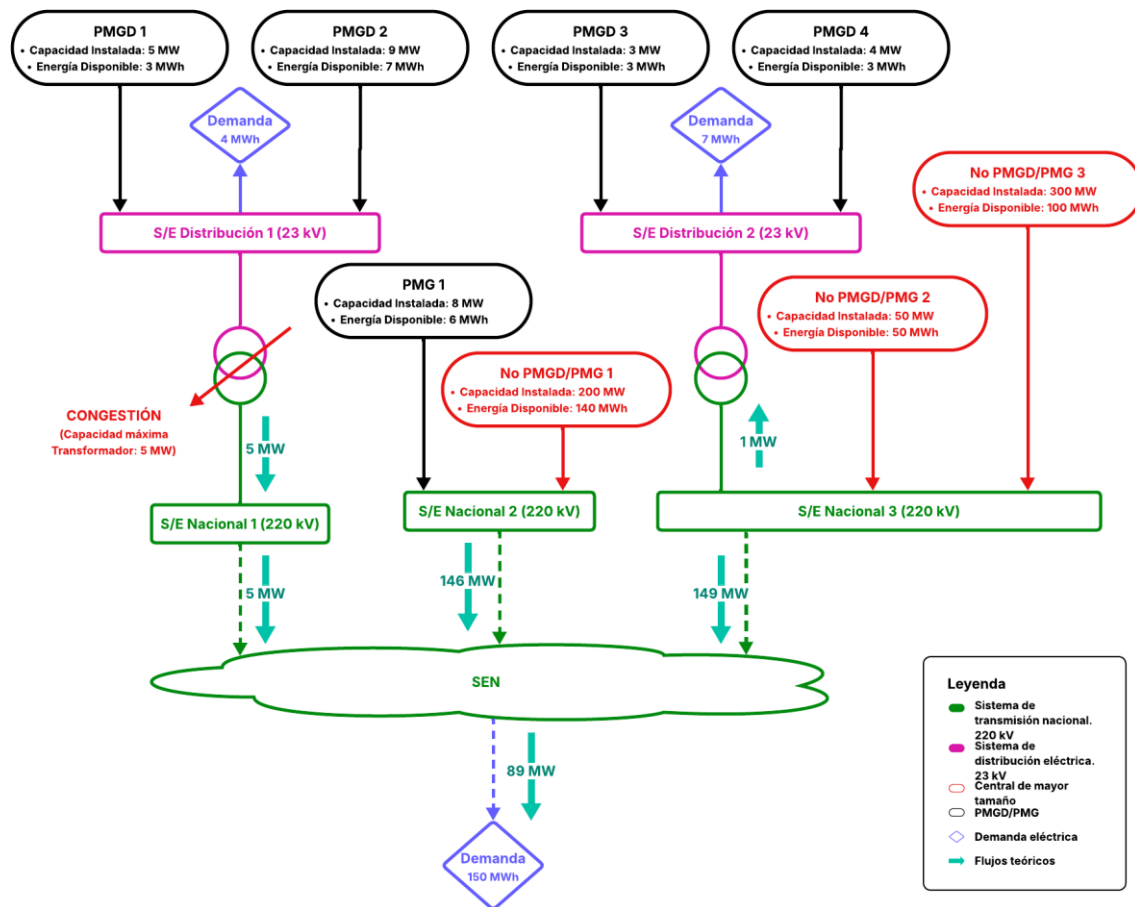 PMGD 1
• Capacidad Instalada: 5 MW
• Energía Disponible: 3 MWh
PMGD 2
• Capacidad Instalada: 9 MW
• Energía Disponible: 7 MWh
PMGD 3
• Capacidad Instalada: 3 MW
• Energía Disponible: 3 MWh
PMGD 4
• Capacidad Instalada: 4 MW
• Energía Disponible: 3 MWh
Demanda
4 MWh
Demanda
7 MWh
No PMGD/PMG 3
• Capacidad Instalada: 300 MW
• Energía Disponible: 100 MWh
S/E Distribución 1 (23 kV)
S/E Distribución 2 (23 kV)
PMG 1
• Capacidad Instalada: 8 MW
• Energía Disponible: 6 MWh
No PMGD/PMG 2
• Capacidad Instalada: 50 MW
• Energía Disponible: 50 MWh
No PMGD/PMG 1
• Capacidad Instalada: 200 MW
• Energía Disponible: 140 MWh
CONGESTIÓN
(Capacidad máxima
Transformador: 5 MW)
5 MW
1 MW
S/E Nacional 1 (220 kV)
S/E Nacional 2 (220 kV)
S/E Nacional 3 (220 kV)
5 MW
146 MW
149 MW
SEN
89 MW
Demanda
150 MWh
Leyenda
Sistema de
transmisión nacional.
220 kV
Sistema de
distribución eléctrica.
23 kV
Central de mayor
tamaño
PMGD/PMG
Demanda eléctrica
Flujos teóricos